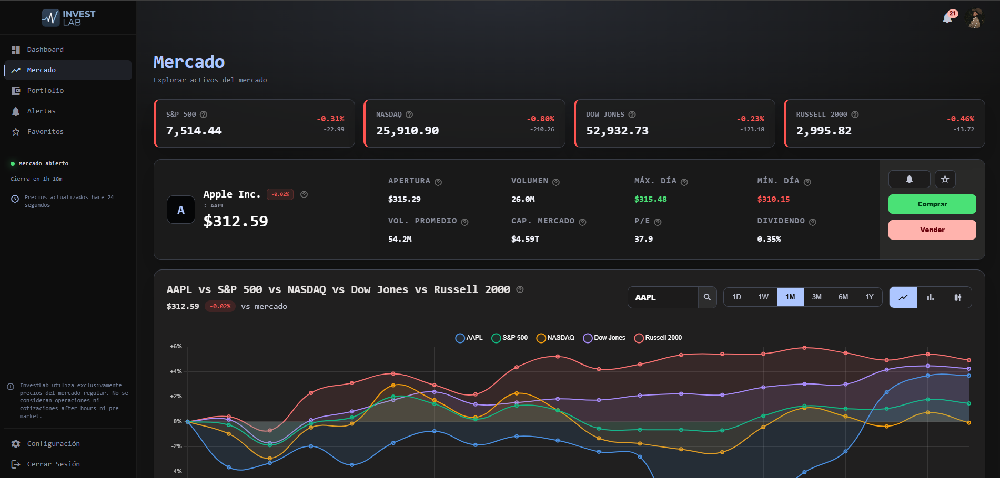 INVEST
LAB
21
Dashboard
Mercado
Portfolio
Alertas
Favoritos
Mercado abierto
Cierra en 1h 18m
Precios actualizados hace 24
segundos
InvestLab utiliza exclusivamente
precios del mercado regular. No se
consideran operaciones ni
cotizaciones after-hours ni pre-
market.
Configuración
Cerrar Sesión
Mercado
Explorar activos del mercado
S&P 500 ?
7,514.44
-0.31%
-22.99
NASDAQ ?
25,910.90
-0.80%
-210.26
DOW JONES ?
52,932.73
-0.23%
-123.18
RUSSELL 2000 ?
2,995.82
-0.46%
-13.72
A
Apple Inc. -0.02% ?
: AAPL
$312.59
APERTURA ?
$315.29
VOLUMEN ?
26.0M
MÁX. DÍA ?
$315.48
MÍN. DÍA ?
$310.15
VOL. PROMEDIO ?
54.2M
CAP. MERCADO ?
$4.59T
P/E ?
37.9
DIVIDENDO ?
0.35%
Comprar
Vender
AAPL vs S&P 500 vs NASDAQ vs Dow Jones vs Russell 2000 ?
$312.59 -0.02% vs mercado
AAPL
1D 1W 1M 3M 6M 1Y
AAPL S&P 500 NASDAQ Dow Jones Russell 2000
+6%
+4%
+2%
0%
-2%
-4%